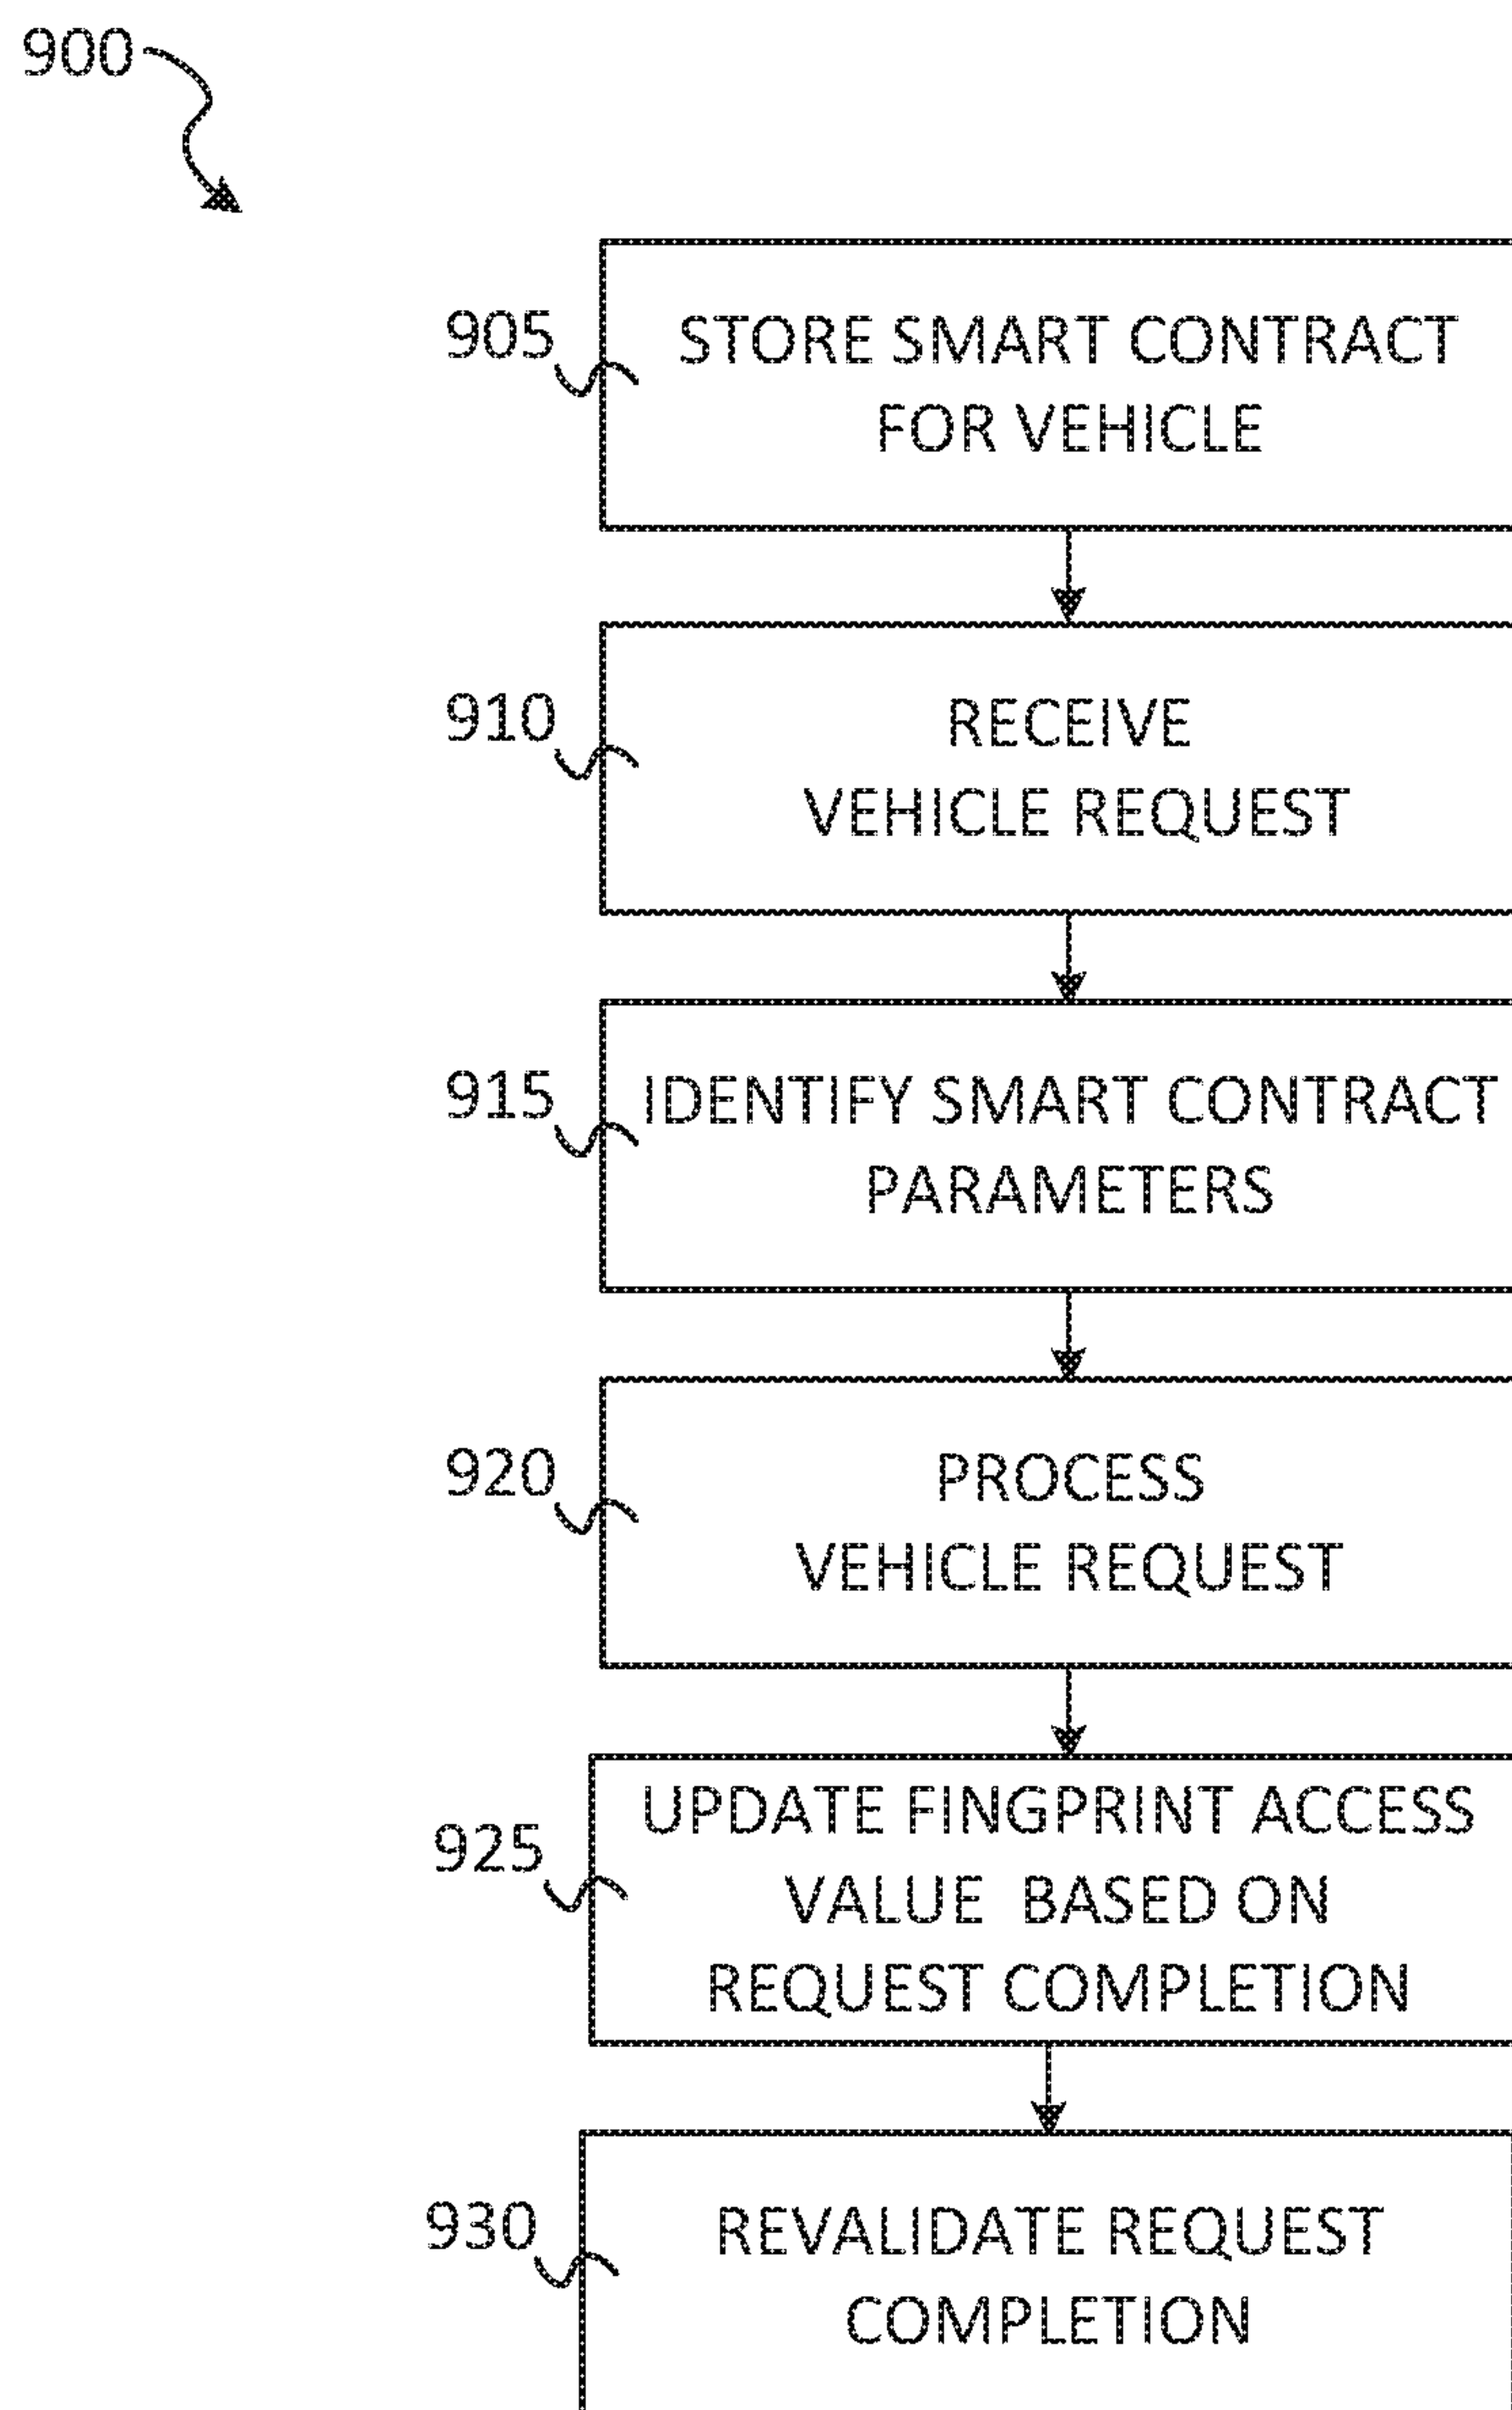 900
905
STORE SMART CONTRACT
FOR VEHICLE
910
RECEIVE
VEHICLE REQUEST
915
IDENTIFY SMART CONTRACT
PARAMETERS
920
PROCESS
VEHICLE REQUEST
925
UPDATE FINGPRINT ACCESS
VALUE BASED ON
REQUEST COMPLETION
930
REVALIDATE REQUEST
COMPLETION